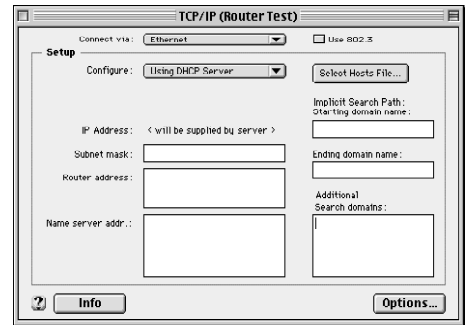 TCP/IP (Router Test)
Connect via: Ethernet
Use 802.3
Setup
Configure: Using DHCP Server
Select Hosts File...
Implicit Search Path:
Starting domain name:
IP Address: < will be supplied by server >
Subnet mask:
Ending domain name:
Router address:
Additional
Search domains:
Name server addr.:
?
Info
Options...